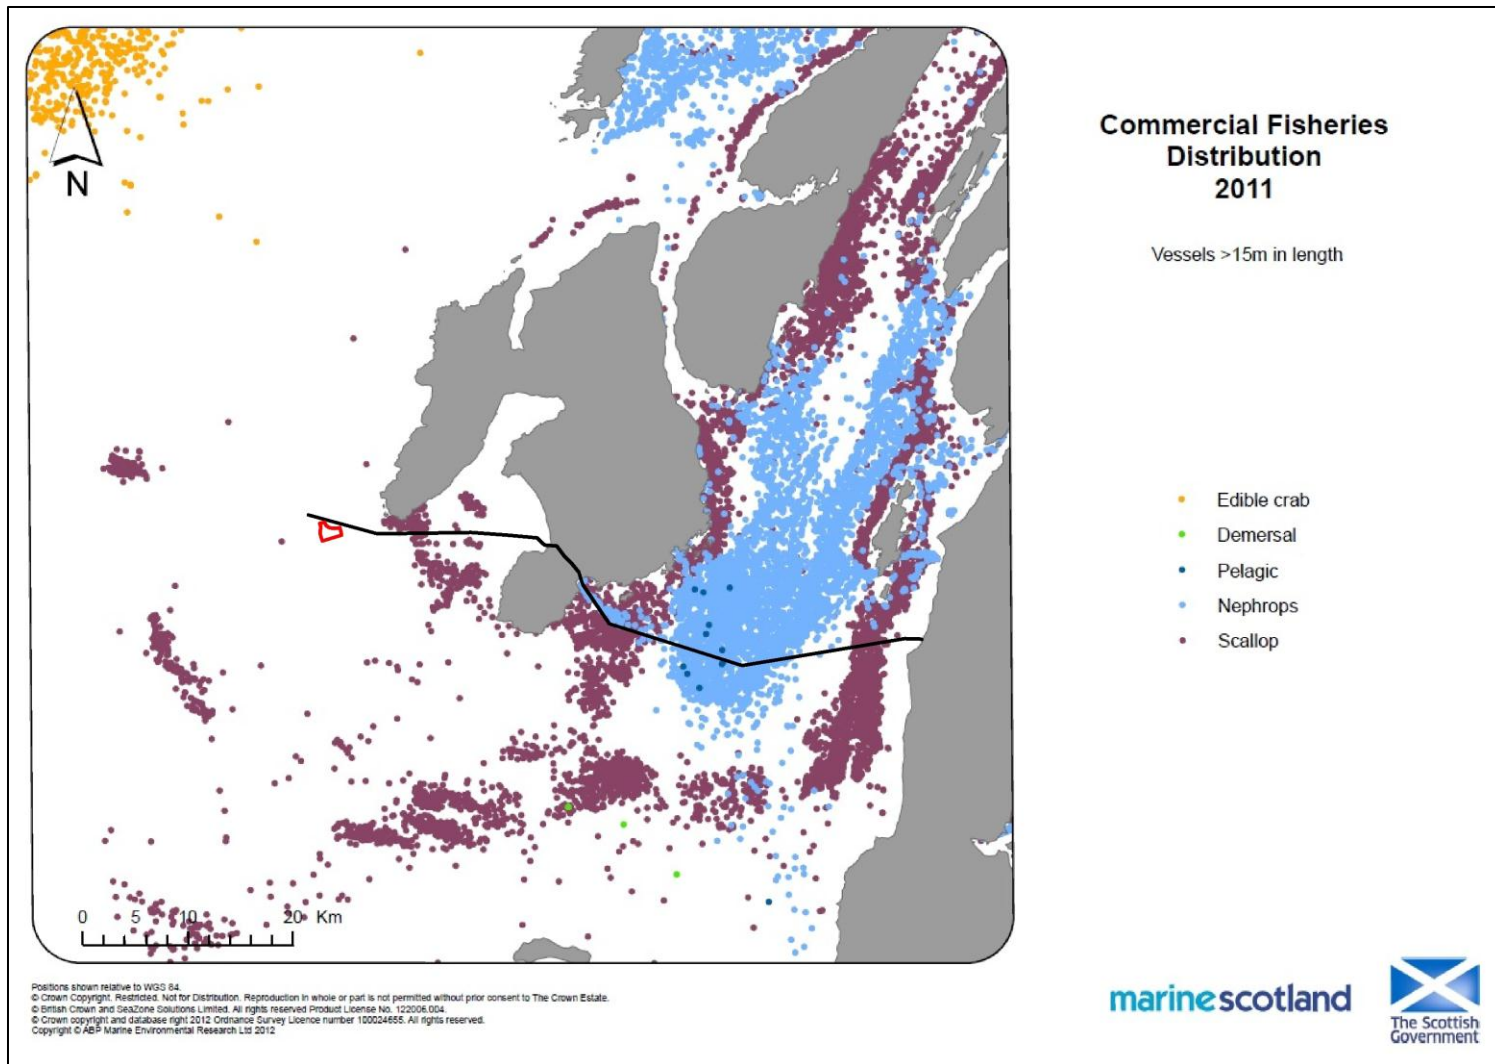 Commercial Fisheries
Distribution
2011
Vessels >15m in length
N
Edible crab
Demersal
Pelagic
Nephrops
Scallop
0 5 10 20 Km
Positions shown relative to WGS 84.
© Crown Copyright. Restricted. Not for Distribution. Reproduction in whole or part is not permitted without prior consent to The Crown Estate.
© British Crown and SeaZone Solutions Limited. All rights reserved Product License No. 122006.004.
© Crown copyright and database right 2012 Ordnance Survey Licence number 100024655. All rights reserved.
Copyright © ABP Marine Environmental Research Ltd 2012
marinescotland
The Scottish
Government